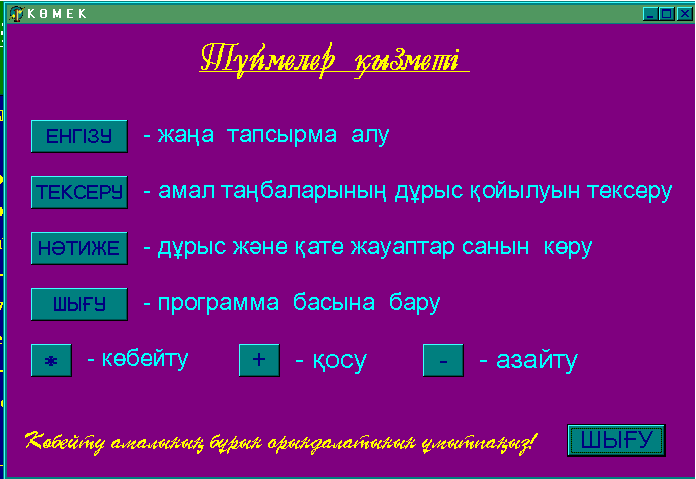 КӨМЕК
Түймелер қызметі
ЕНГІЗУ - жаңа тапсырма алу
ТЕКСЕРУ - амал таңбаларының дұрыс қойылуын тексеру
НӘТИЖЕ - дұрыс және қате жауаптар санын көру
ШЫҒУ - программа басына бару
* - көбейту + - қосу - - азайту
Көбейту амалының бұрын орындалатынын ұмытпаңыз!
ШЫҒУ